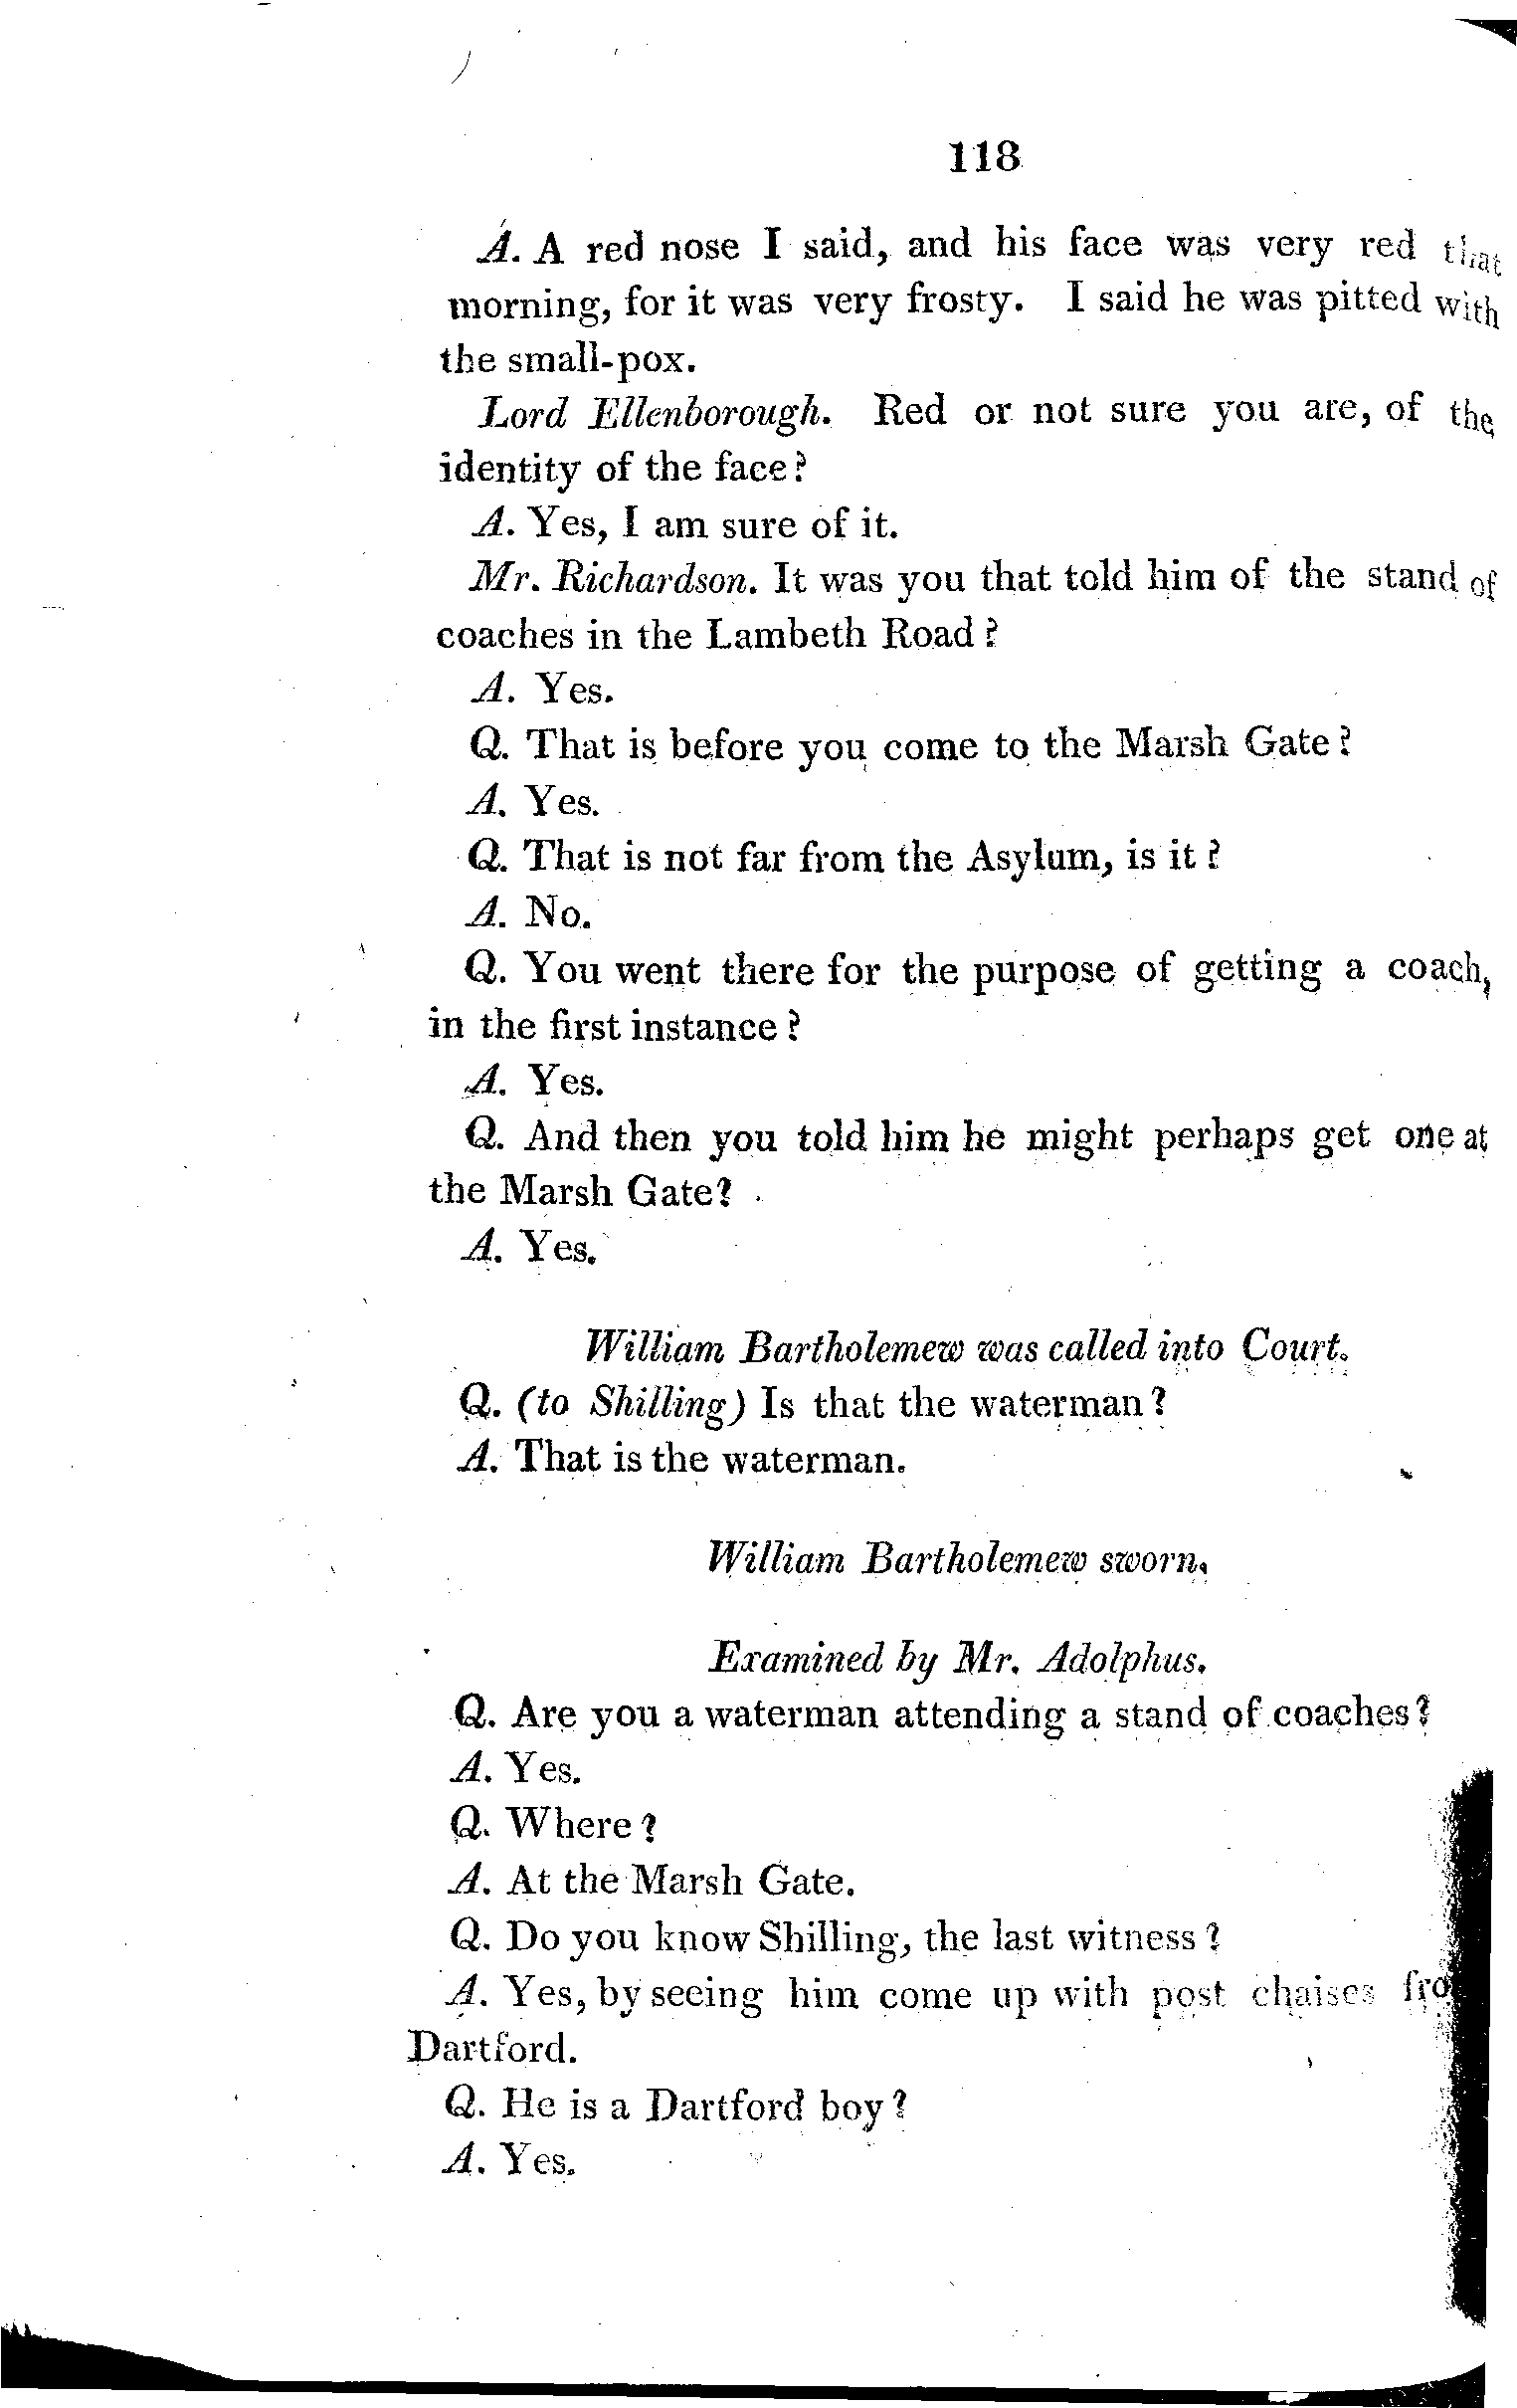 118
A. A red nose I said, and his face was very red that
morning, for it was very frosty. I said he was pitted with
the small-pox.
Lord Ellenborough. Red or not sure you are, of the
identity of the face?
A. Yes, I am sure of it.
Mr. Richardson. It was you that told him of the stand of
coaches in the Lambeth Road?
A. Yes.
Q. That is before you come to the Marsh Gate?
A. Yes.
Q. That is not far from the Asylum, is it?
A. No.
Q. You went there for the purpose of getting a coach,
in the first instance?
A. Yes.
Q. And then you told him he might perhaps get one at
the Marsh Gate?
A. Yes.
William Bartholemew was called into Court.
Q. (to Shilling) Is that the waterman?
A. That is the waterman.
William Bartholemew sworn,
Examined by Mr. Adolphus.
Q. Are you a waterman attending a stand of coaches?
A. Yes.
Q. Where?
A. At the Marsh Gate.
Q. Do you know Shilling, the last witness?
A. Yes, by seeing him come up with post chaises fro
Dartford.
Q. He is a Dartford boy?
A. Yes.